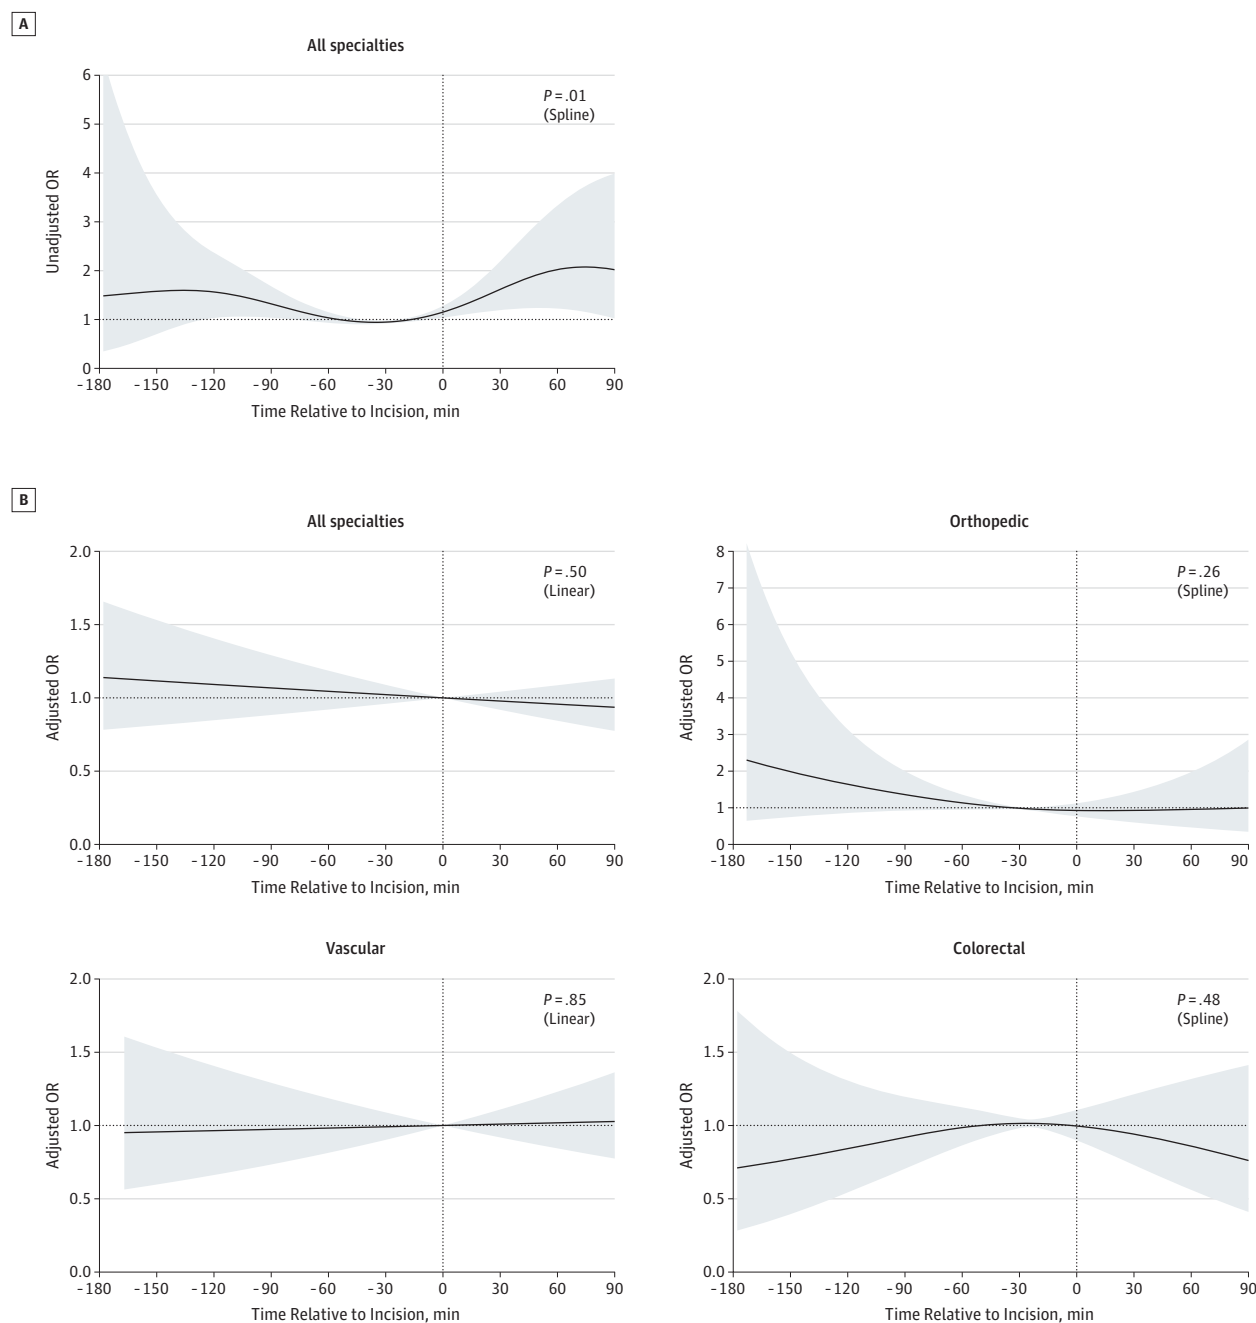 A
All specialties
6
5
4
3
2
1
0
Unadjusted OR
P = .01
(Spline)
-180 -150 -120 -90 -60 -30 0 30 60 90
Time Relative to Incision, min
B
All specialties
2.0
1.5
1.0
0.5
0.0
Adjusted OR
P = .50
(Linear)
-180 -150 -120 -90 -60 -30 0 30 60 90
Time Relative to Incision, min
Orthopedic
8
7
6
5
4
3
2
1
0
Adjusted OR
P = .26
(Spline)
-180 -150 -120 -90 -60 -30 0 30 60 90
Time Relative to Incision, min
Vascular
2.0
1.5
1.0
0.5
0.0
Adjusted OR
P = .85
(Linear)
-180 -150 -120 -90 -60 -30 0 30 60 90
Time Relative to Incision, min
Colorectal
2.0
1.5
1.0
0.5
0.0
Adjusted OR
P = .48
(Spline)
-180 -150 -120 -90 -60 -30 0 30 60 90
Time Relative to Incision, min